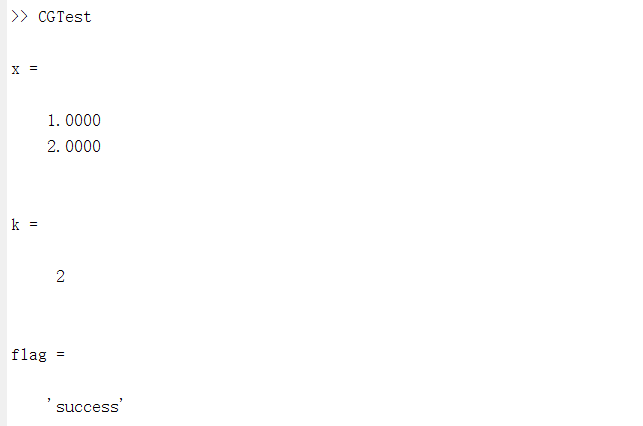 >> CGTest
x =
1.0000
2.0000
k =
2
flag =
'success'